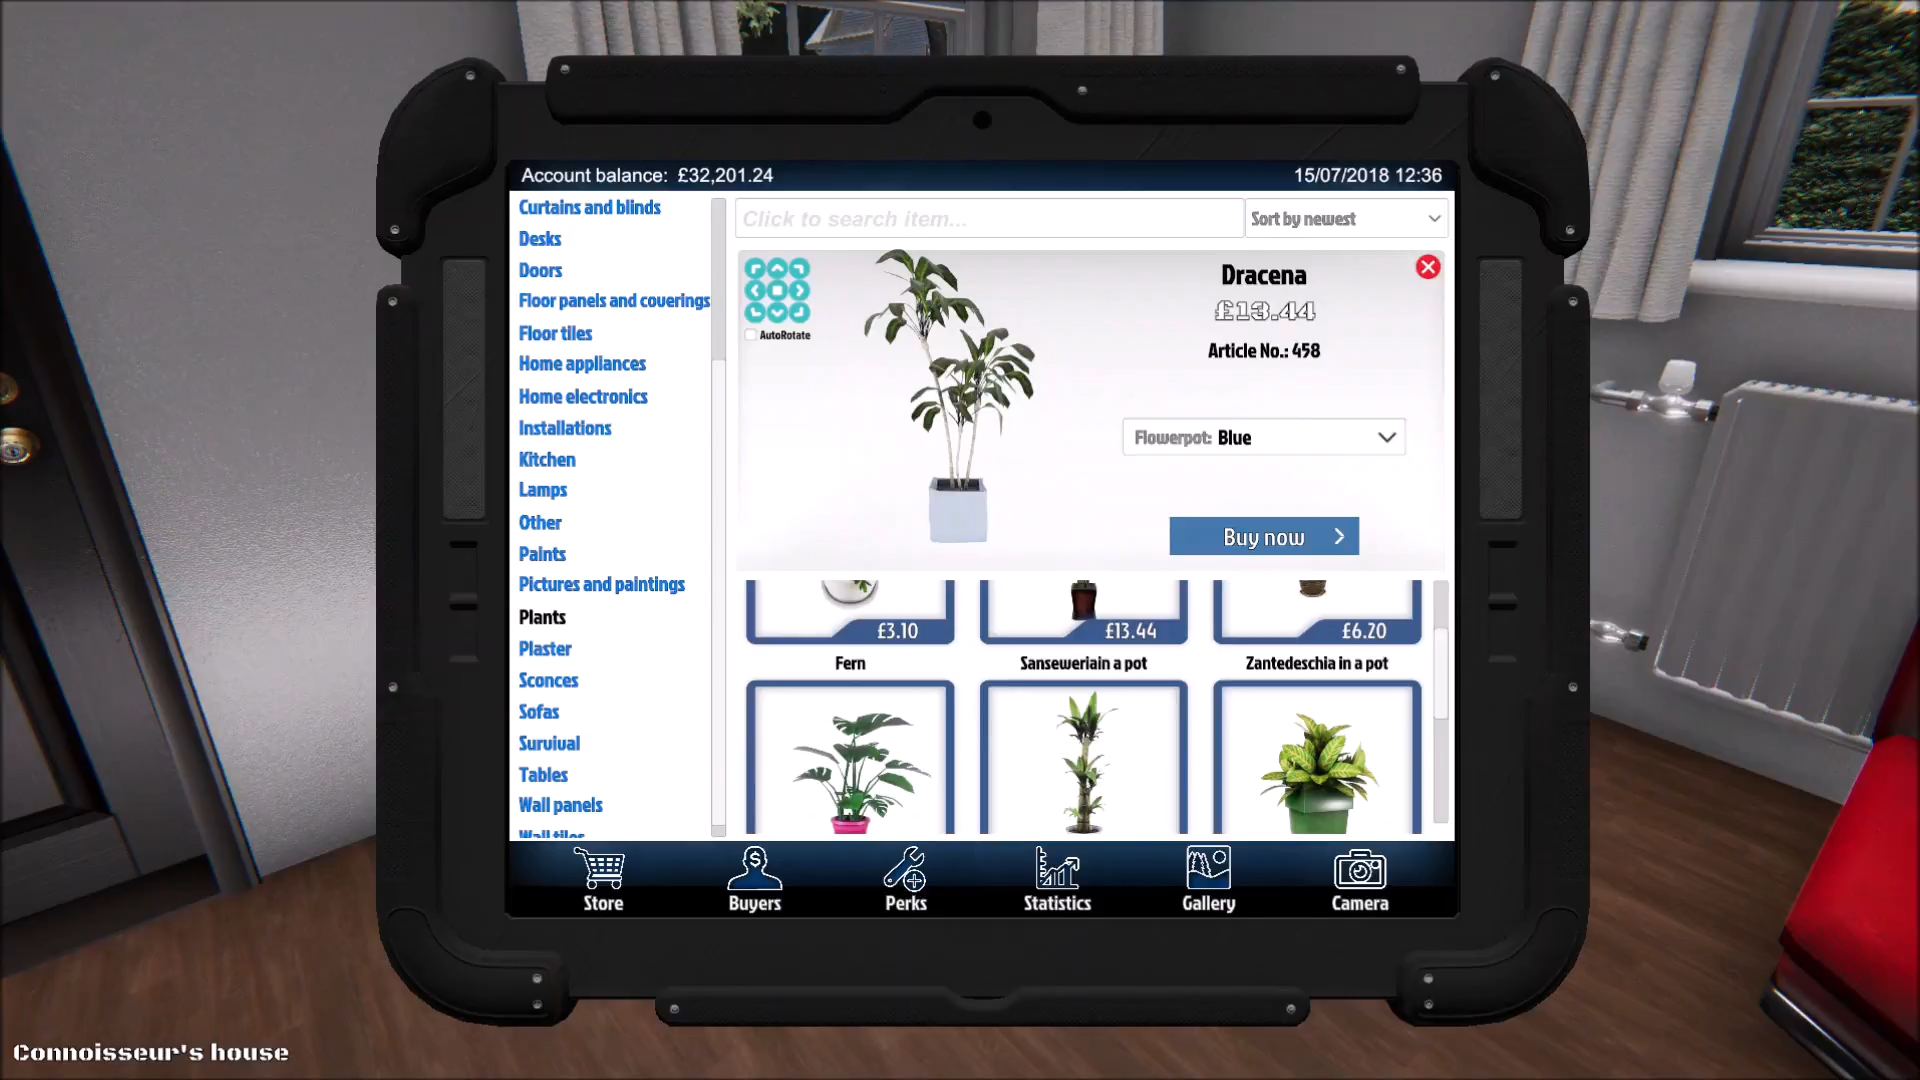 Account balance: £32,201.24
15/07/2018 12:36
Curtains and blinds
Desks
Doors
Floor panels and coverings
Floor tiles
Home appliances
Home electronics
Installations
Kitchen
Lamps
Other
Paints
Pictures and paintings
Plants
Plaster
Sconces
Sofas
Survival
Tables
Wall panels
Wall tiles
Click to search item...
Sort by newest
AutoRotate
Dracena
£13.44
Article No.: 458
Flowerpot: Blue
Buy now
£3.10
£13.44
£6.20
Fern
Sanseweriain a pot
Zantedeschia in a pot
Store
Buyers
Perks
Statistics
Gallery
Camera
Connoisseur's house